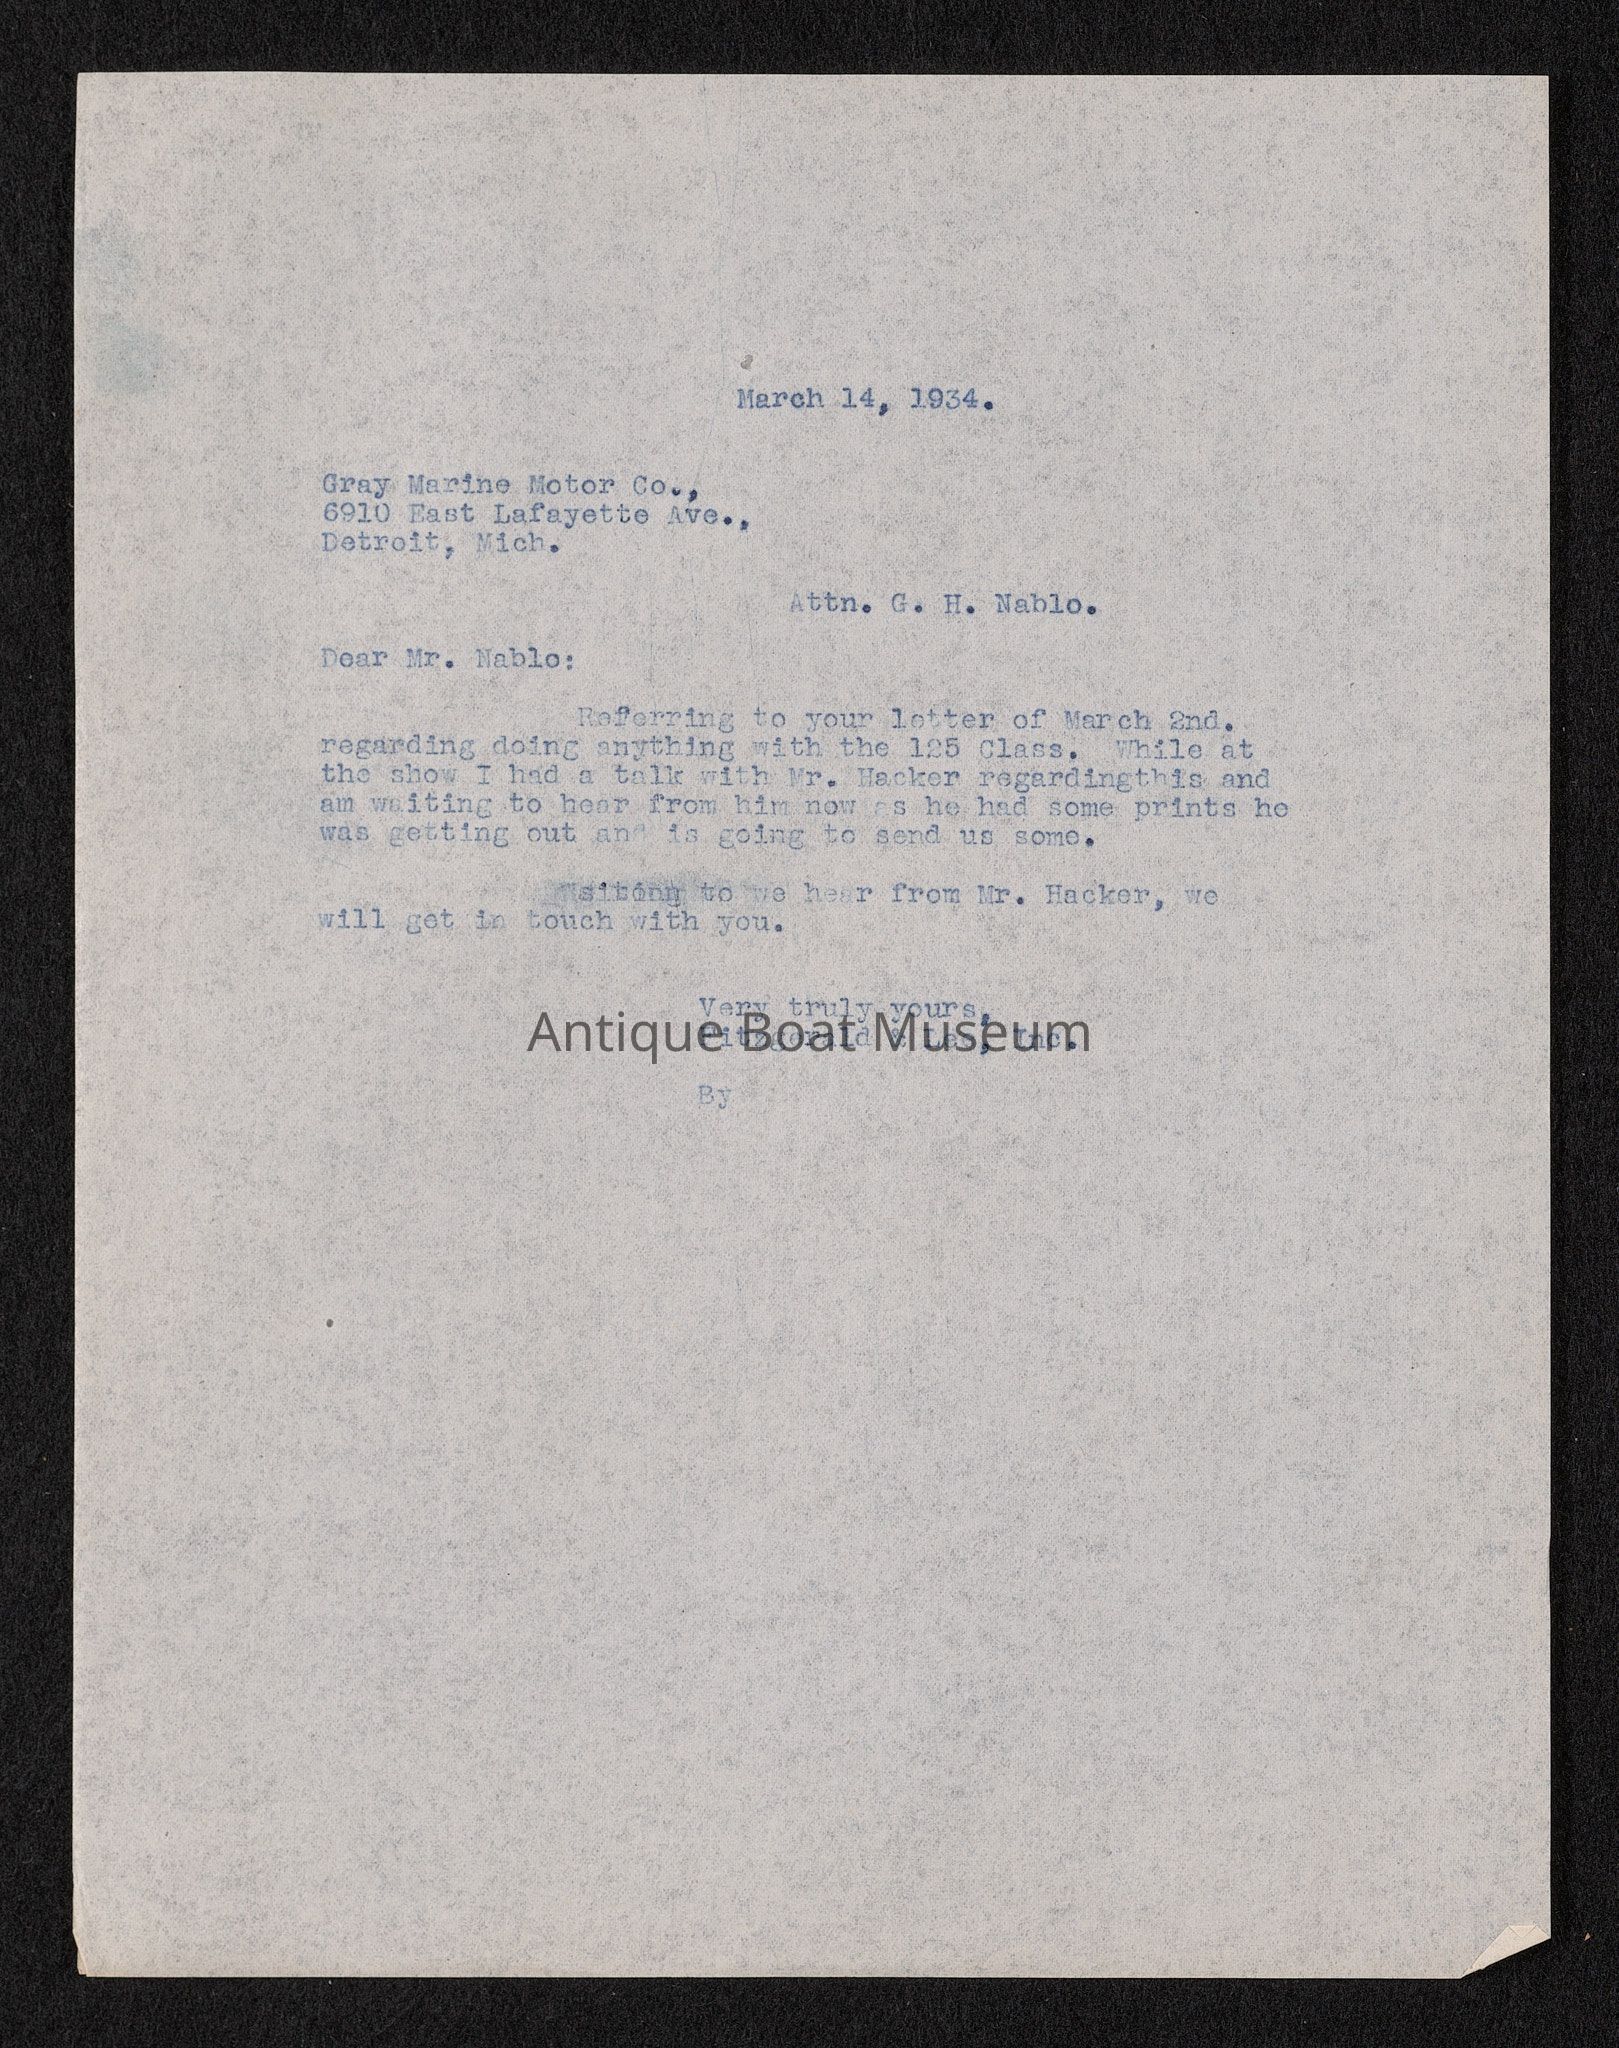 March 14, 1934.
Gray Marine Motor Co.,
6910 East Lafayette Ave.,
Detroit, Mich.
Attn. G. H. Nablo.
Dear Mr. Nablo:
Referring to your letter of March 2nd.
regarding doing anything with the 125 Class. While at
the show I had a talk with Mr. Hacker regardingthis and
am waiting to hear from him now as he had some prints he
was getting out and is going to send us some.
to we hear from Mr. Hacker, we
will get in touch with you.
Very truly yours,
Fitzgerald & Lee, Inc.
Antique Boat Museum
By